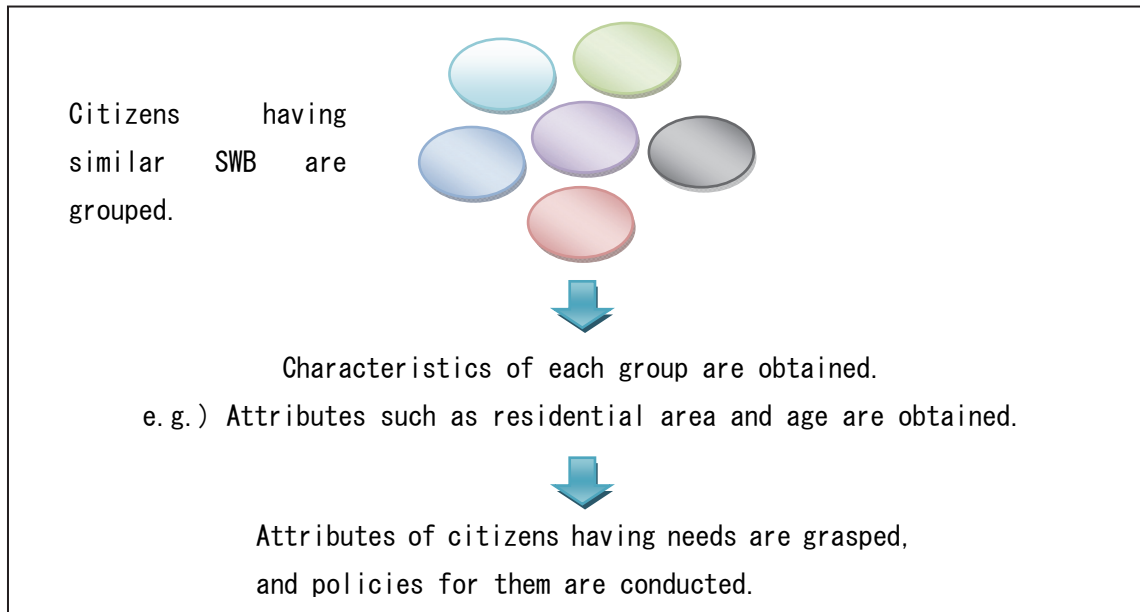 Citizens having
similar SWB are
grouped.
Characteristics of each group are obtained.
e.g.) Attributes such as residential area and age are obtained.
Attributes of citizens having needs are grasped,
and policies for them are conducted.